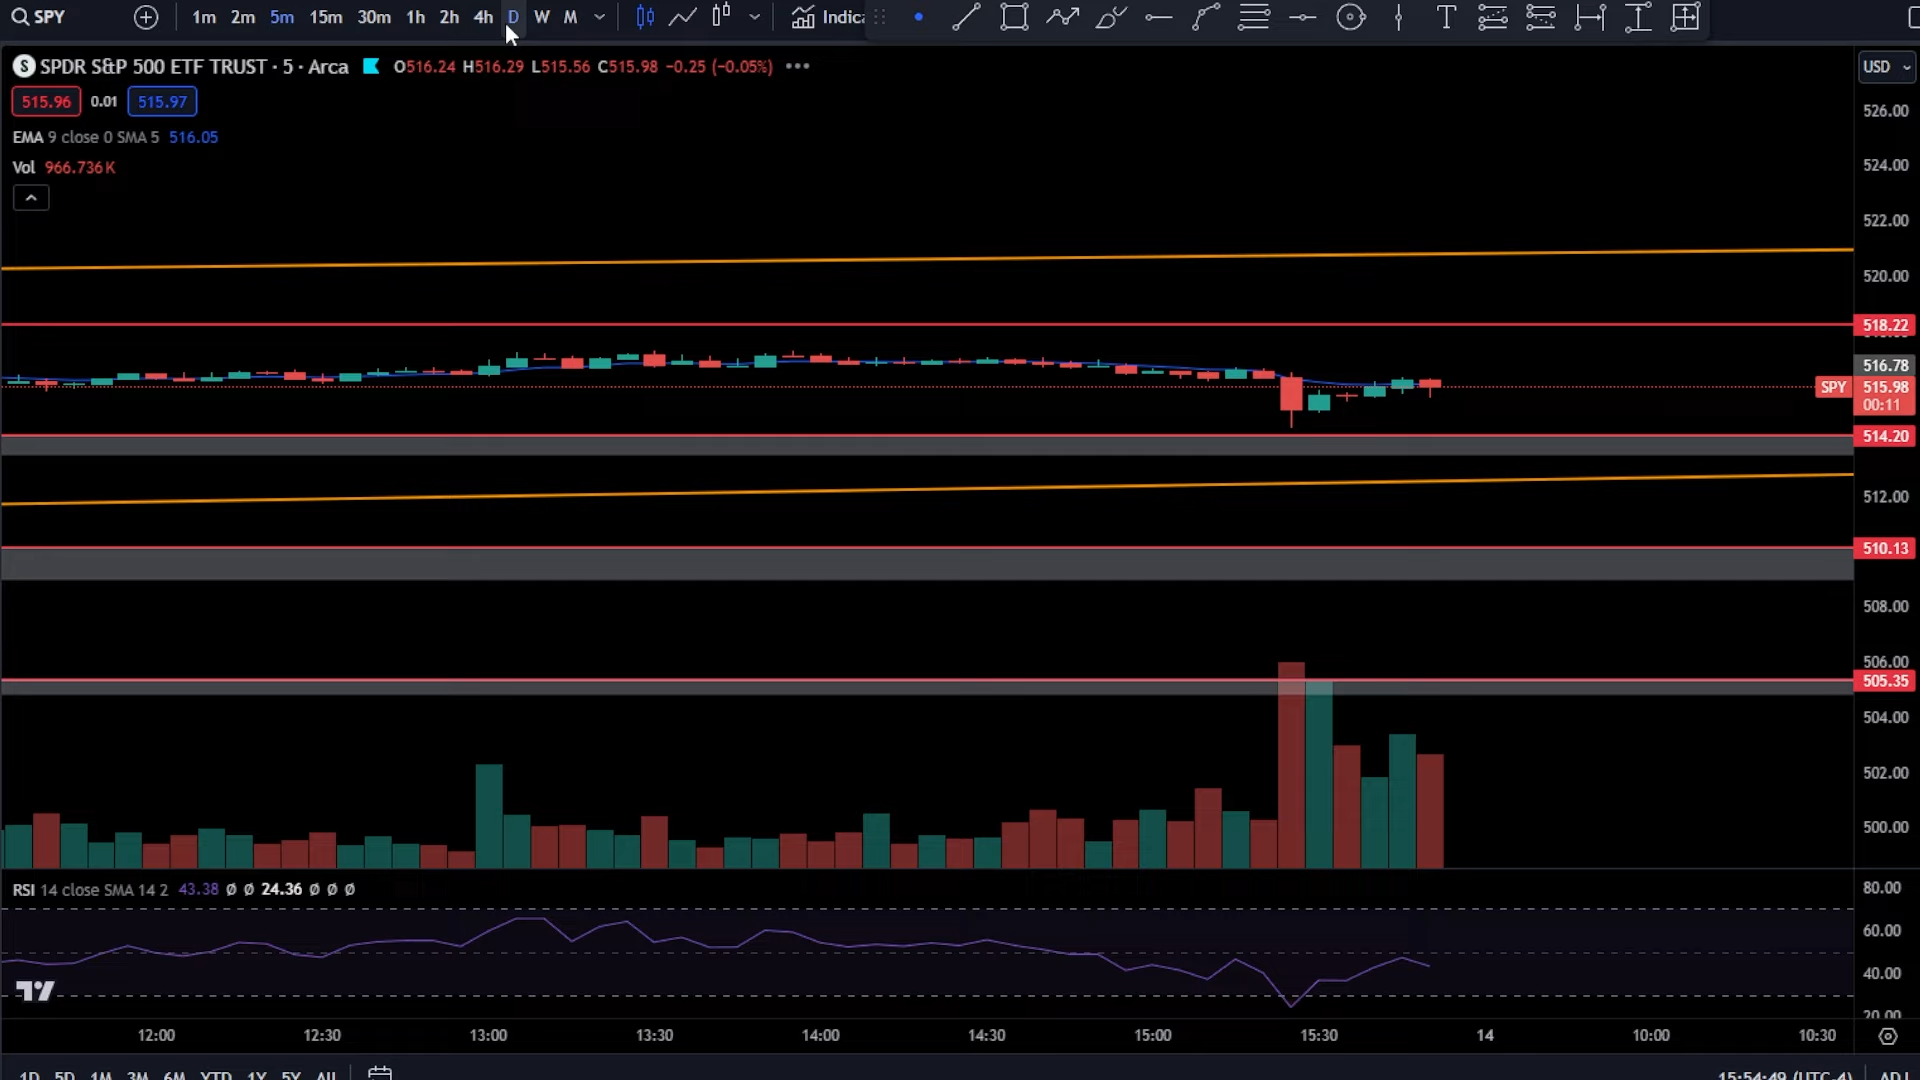 SPY 1m 2m 5m 15m 30m 1h 2h 4h D W M Indica
S SPDR S&P 500 ETF TRUST · 5 · Arca O516.24 H516.29 L515.56 C515.98 −0.25 (−0.05%) USD
515.96 0.01 515.97
EMA 9 close 0 SMA 5 516.05
Vol 966.736K
526.00
524.00
522.00
520.00
518.22
516.78
SPY 515.98
00:11
514.20
512.00
510.13
508.00
506.00
505.35
504.00
502.00
500.00
RSI 14 close SMA 14 2 43.38 Ø Ø 24.36 Ø Ø Ø
80.00
60.00
40.00
20.00
12:00 12:30 13:00 13:30 14:00 14:30 15:00 15:30 14 10:00 10:30
1D 5D 1M 3M 6M YTD 1Y 5Y All 15:54:49 (UTC-4) ADJ